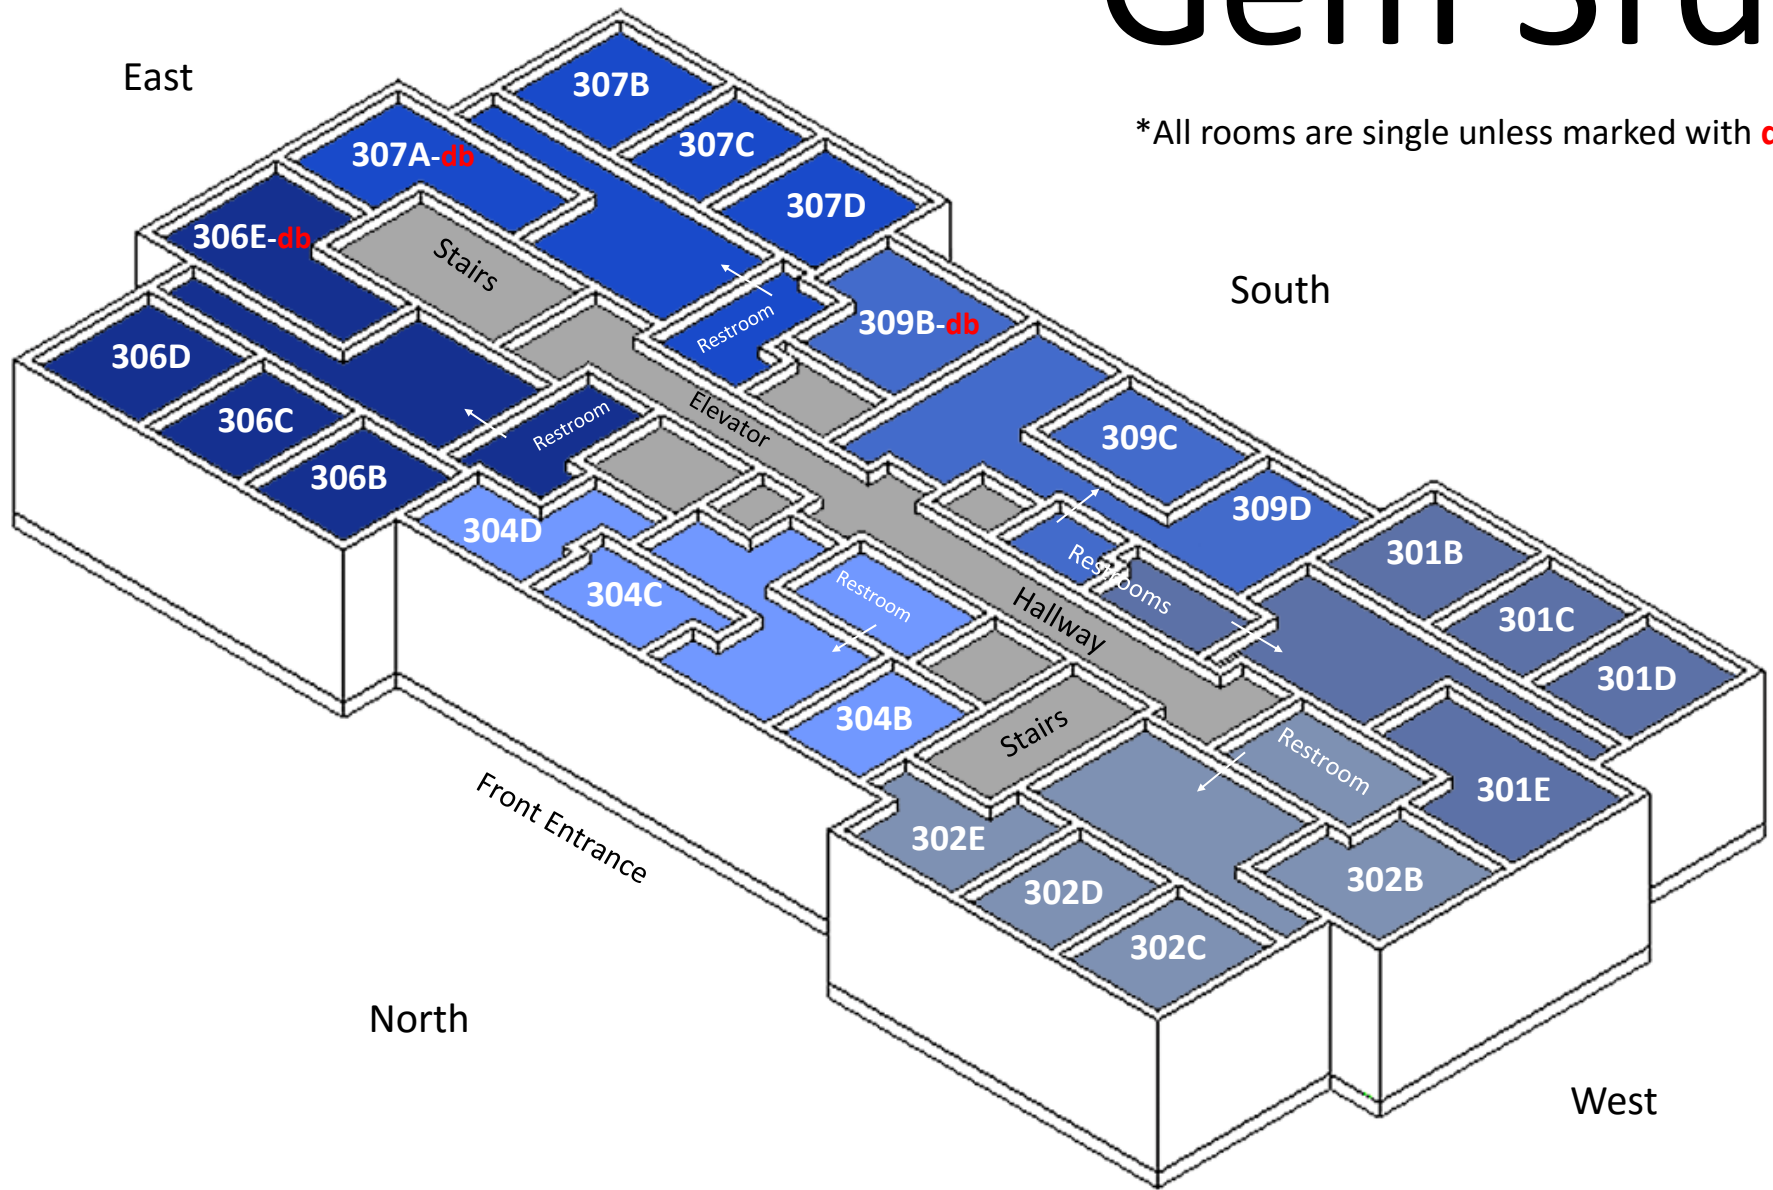 Gem 3rd
East
*All rooms are single unless marked with
307B
307C
307A-db
307D
306E-db
Stairs
South
Restroom
309B-db
306D
Elevator
306C
Restroom
309C
306B
309D
304D
301B
Restrooms
304C
Restroom
Hallway
301C
301D
304B
Stairs
Restroom
301E
Front Entrance
302E
302B
302D
302C
North
West